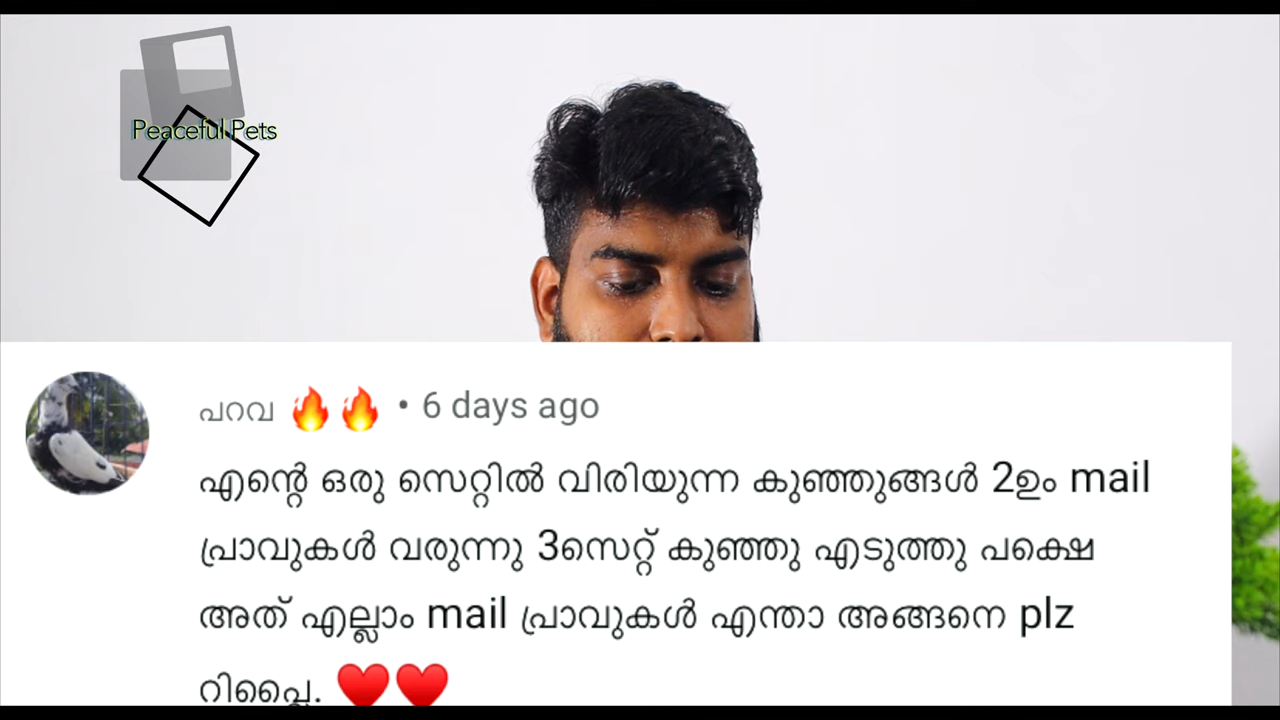 Peaceful Pets
പറവ 🔥🔥 • 6 days ago
എന്റെ ഒരു സെറ്റിൽ വിരിയുന്ന കുഞ്ഞുങ്ങൾ 2ഉം mail
പ്രാവുകൾ വരുന്നു 3സെറ്റ് കുഞ്ഞു എടുത്തു പക്ഷെ
അത് എല്ലാം mail പ്രാവുകൾ എന്താ അങ്ങനെ plz
റിപ്ലൈ. ♥️♥️